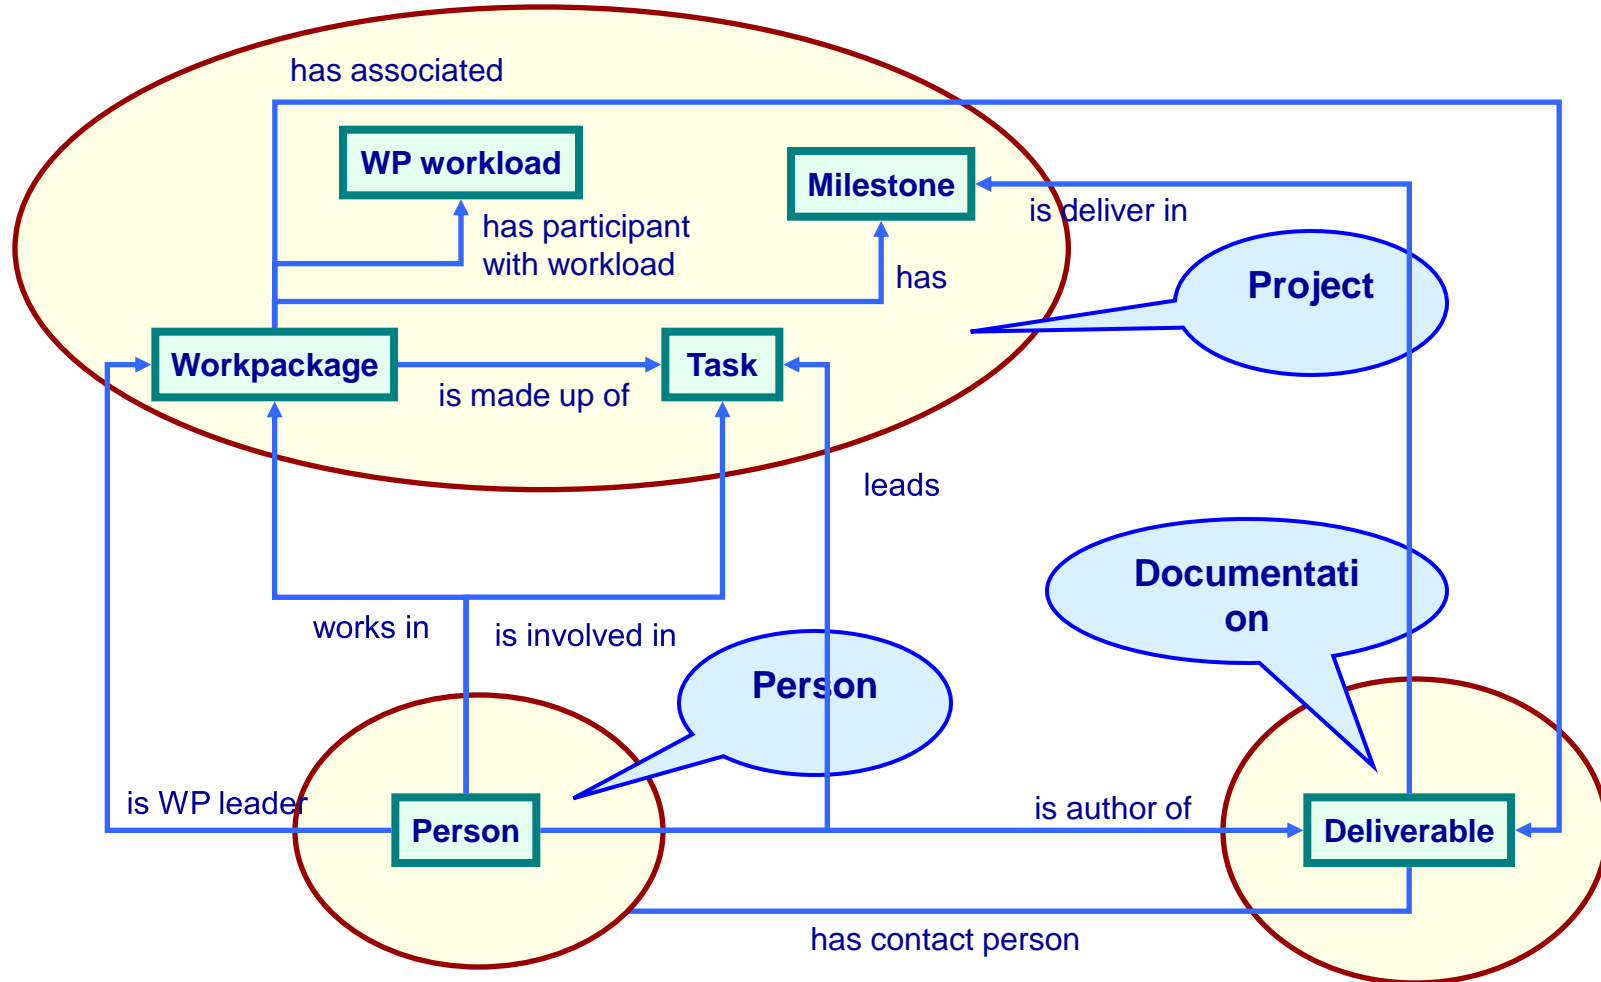 has associated
WP workload
Milestone
is deliver in
has participant
with workload
has
Project
Workpackage
Task
is made up of
leads
Documentati
on
works in
is involved in
Person
is WP leader
is author of
Person
Deliverable
has contact person